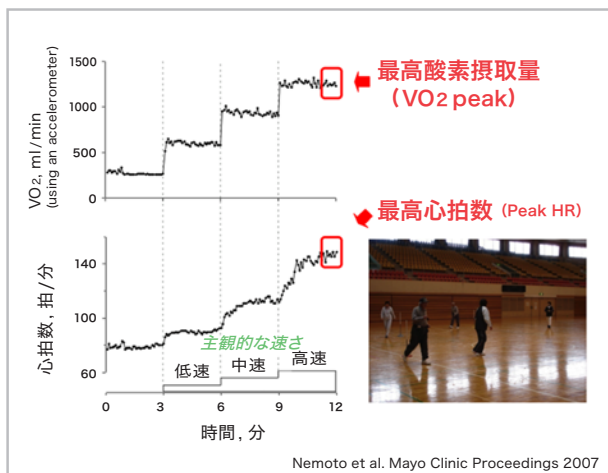 1500
1000
500
0
VO2, ml/min
(using an accelerometer)
最高酸素摂取量
(VO2 peak)
最高心拍数 (Peak HR)
140
100
60
心拍数, 拍/分
主観的な速さ
低速
中速
高速
0
3
6
9
12
時間, 分
Nemoto et al. Mayo Clinic Proceedings 2007